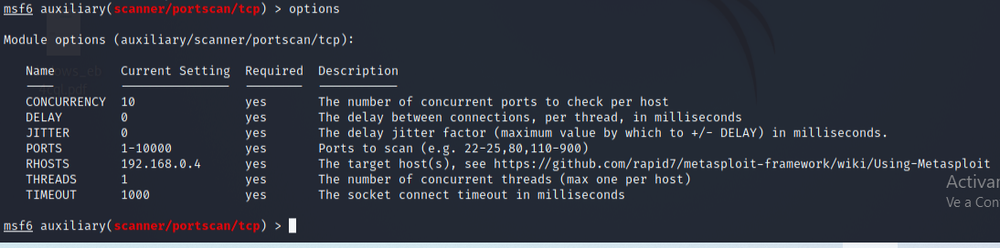 msf6 auxiliary(scanner/portscan/tcp) > options
Module options (auxiliary/scanner/portscan/tcp):
Name Current Setting Required Description
CONCURRENCY 10 yes The number of concurrent ports to check per host
DELAY 0 yes The delay between connections, per thread, in milliseconds
JITTER 0 yes The delay jitter factor (maximum value by which to +/- DELAY) in milliseconds.
PORTS 1-10000 yes Ports to scan (e.g. 22-25,80,110-900)
RHOSTS 192.168.0.4 yes The target host(s), see https://github.com/rapid7/metasploit-framework/wiki/Using-Metasploit
THREADS 1 yes The number of concurrent threads (max one per host)
TIMEOUT 1000 yes The socket connect timeout in milliseconds
Activar
Ve a Con
msf6 auxiliary(scanner/portscan/tcp) >